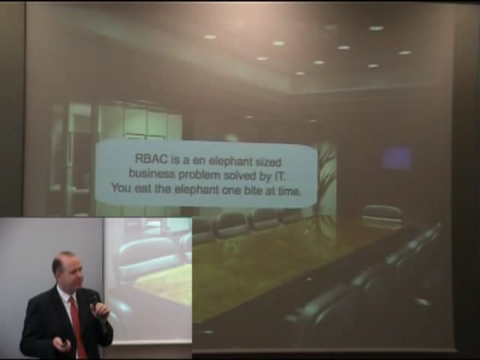 RBAC is a en elephant sized
business problem solved by IT.
You eat the elephant one bite at time.